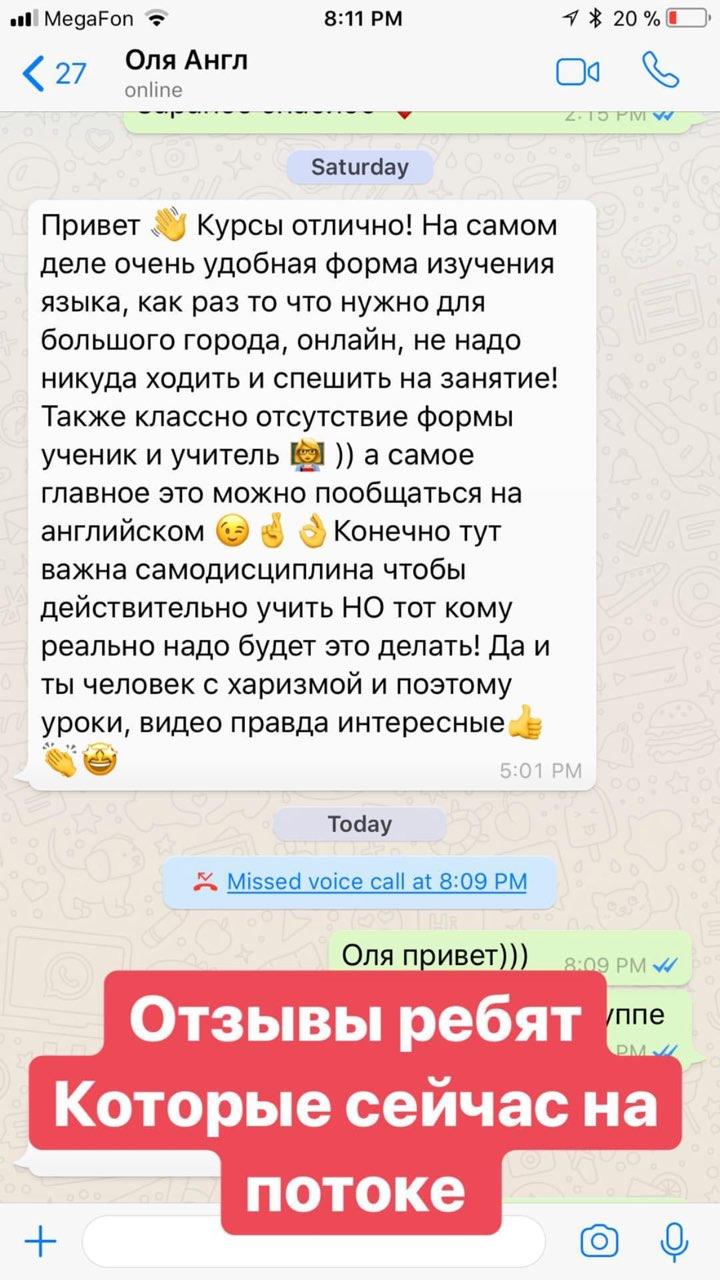 MegaFon 8:11 PM 20 %
27 Оля Англ
online
2:15 PM
Saturday
Привет 👋 Курсы отлично! На самом
деле очень удобная форма изучения
языка, как раз то что нужно для
большого города, онлайн, не надо
никуда ходить и спешить на занятие!
Также классно отсутствие формы
ученик и учитель 👩‍🏫 )) а самое
главное это можно пообщаться на
английском 😉🤞👌Конечно тут
важна самодисциплина чтобы
действительно учить НО тот кому
реально надо будет это делать! Да и
ты человек с харизмой и поэтому
уроки, видео правда интересные👍
👏🤩
5:01 PM
Today
Missed voice call at 8:09 PM
Оля привет))) 8:09 PM
уппе
PM
Отзывы ребят
Которые сейчас на
потоке